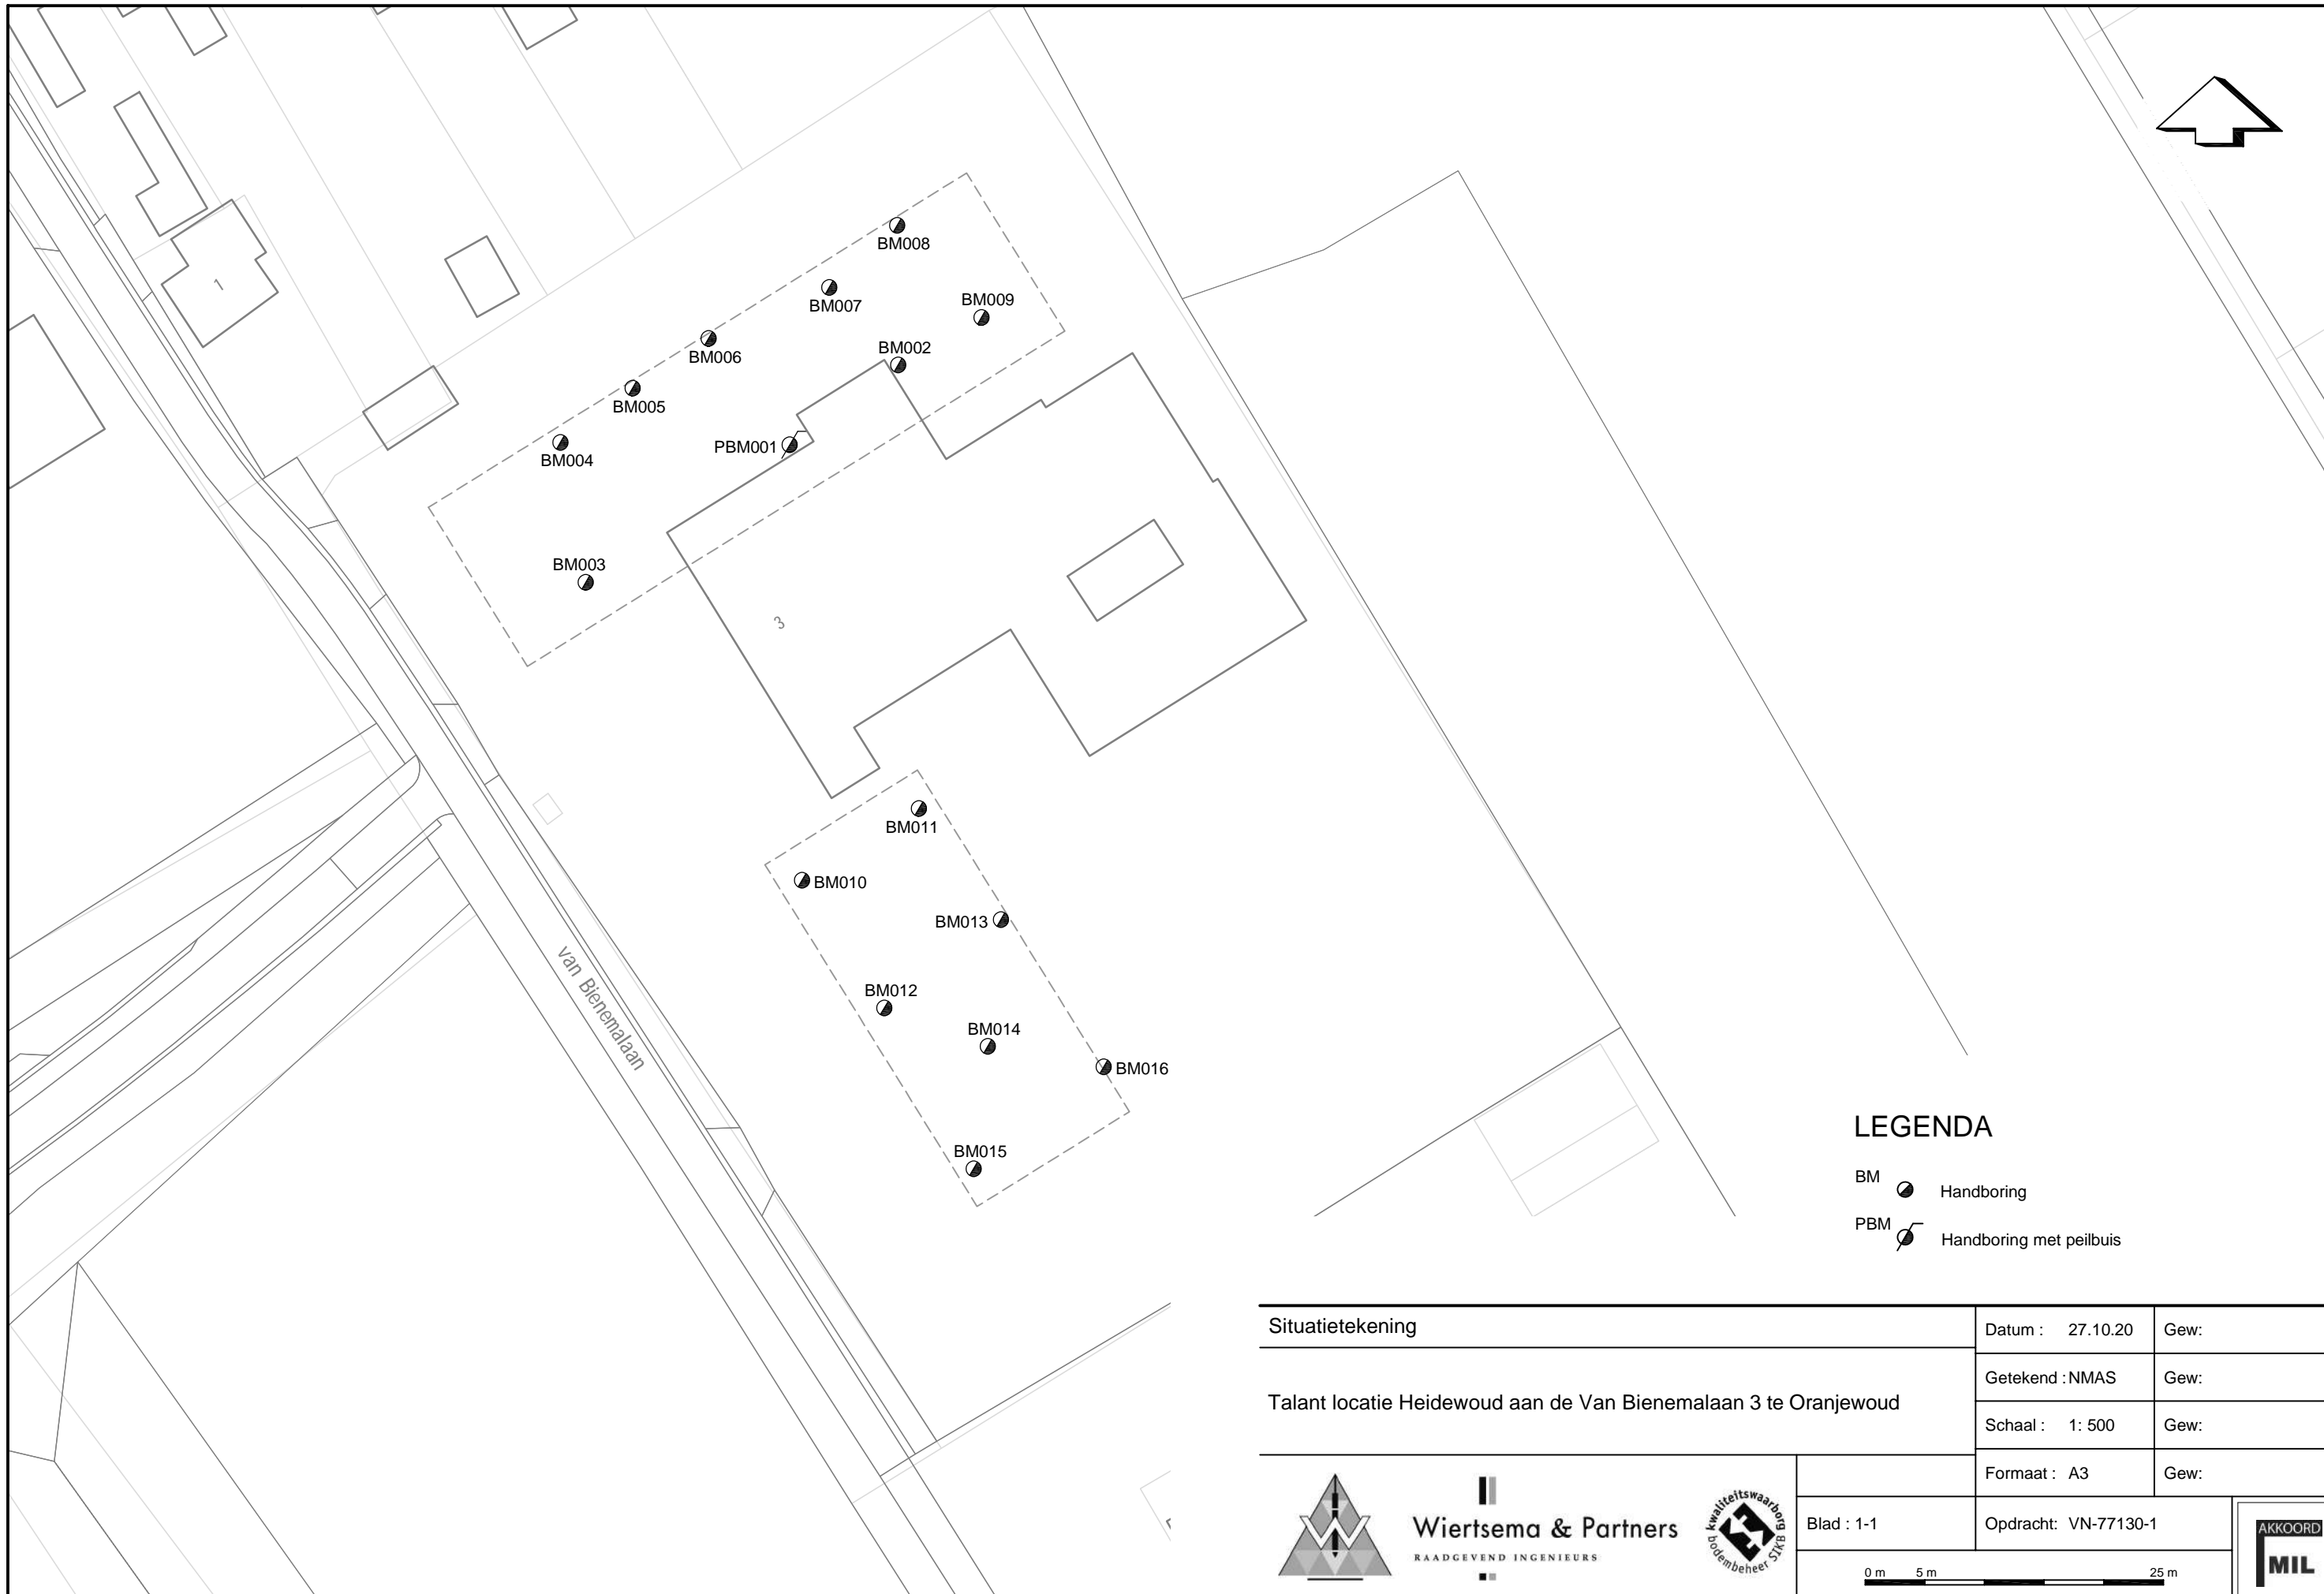 1
BM008
BM007
BM009
BM006
BM002
BM005
PBM001
BM004
BM003
3
BM011
BM010
BM013
van Bienemalaan
BM012
BM014
BM016
BM015
LEGENDA
BM
Handboring
PBM
Handboring met peilbuis
Situatietekening
Datum : 27.10.20 Gew:
Getekend : NMAS Gew:
Talant locatie Heidewoud aan de Van Bienemalaan 3 te Oranjewoud
Schaal : 1: 500 Gew:
Formaat : A3 Gew:
W
Wiertsema & Partners
RAADGEVEND INGENIEURS
kwaliteitswaarborg
bodembeheer SIKB
Blad : 1-1
Opdracht: VN-77130-1
AKKOORD
MIL
0 m 5 m 25 m